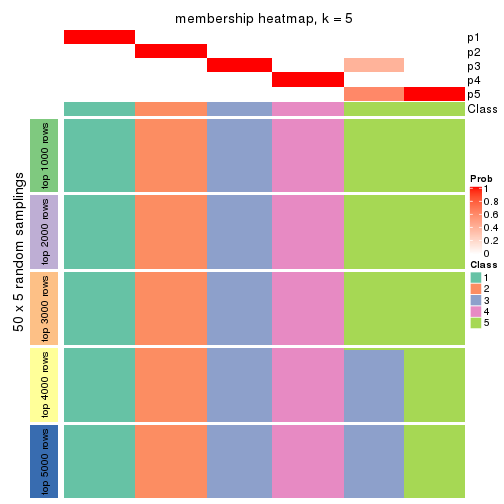 membership heatmap, k = 5
p1
p2
p3
p4
p5
Class
50 x 5 random samplings
top 1000 rows
top 2000 rows
top 3000 rows
top 4000 rows
top 5000 rows
Prob
1
0.8
0.6
0.4
0.2
0
Class
1
2
3
4
5